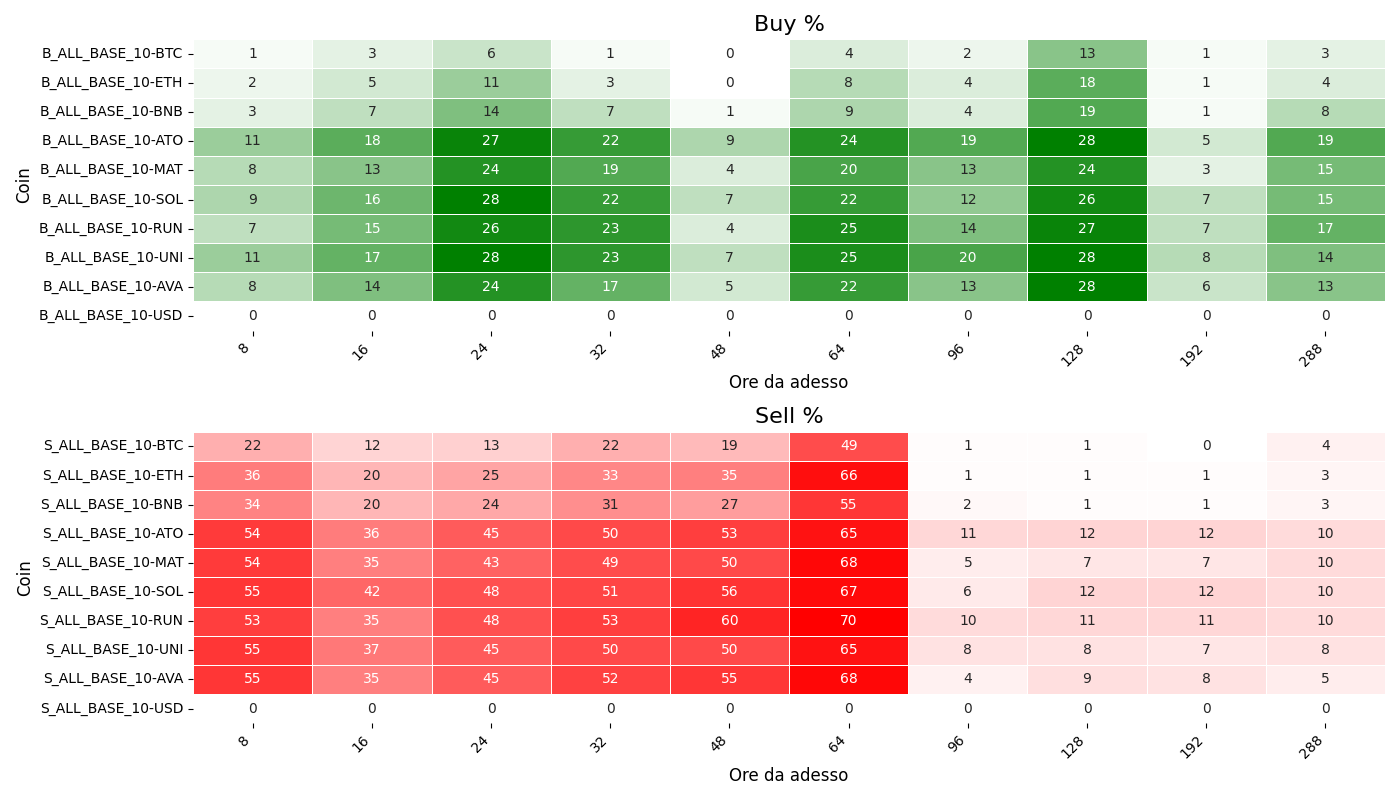 Buy %
Coin
B_ALL_BASE_10-BTC 1 3 6 1 0 4 2 13 1 3
B_ALL_BASE_10-ETH 2 5 11 3 0 8 4 18 1 4
B_ALL_BASE_10-BNB 3 7 14 7 1 9 4 19 1 8
B_ALL_BASE_10-ATO 11 18 27 22 9 24 19 28 5 19
B_ALL_BASE_10-MAT 8 13 24 19 4 20 13 24 3 15
B_ALL_BASE_10-SOL 9 16 28 22 7 22 12 26 7 15
B_ALL_BASE_10-RUN 7 15 26 23 4 25 14 27 7 17
B_ALL_BASE_10-UNI 11 17 28 23 7 25 20 28 8 14
B_ALL_BASE_10-AVA 8 14 24 17 5 22 13 28 6 13
B_ALL_BASE_10-USD 0 0 0 0 0 0 0 0 0 0
8 16 24 32 48 64 96 128 192 288
Ore da adesso
Sell %
Coin
S_ALL_BASE_10-BTC 22 12 13 22 19 49 1 1 0 4
S_ALL_BASE_10-ETH 36 20 25 33 35 66 1 1 1 3
S_ALL_BASE_10-BNB 34 20 24 31 27 55 2 1 1 3
S_ALL_BASE_10-ATO 54 36 45 50 53 65 11 12 12 10
S_ALL_BASE_10-MAT 54 35 43 49 50 68 5 7 7 10
S_ALL_BASE_10-SOL 55 42 48 51 56 67 6 12 12 10
S_ALL_BASE_10-RUN 53 35 48 53 60 70 10 11 11 10
S_ALL_BASE_10-UNI 55 37 45 50 50 65 8 8 7 8
S_ALL_BASE_10-AVA 55 35 45 52 55 68 4 9 8 5
S_ALL_BASE_10-USD 0 0 0 0 0 0 0 0 0 0
8 16 24 32 48 64 96 128 192 288
Ore da adesso